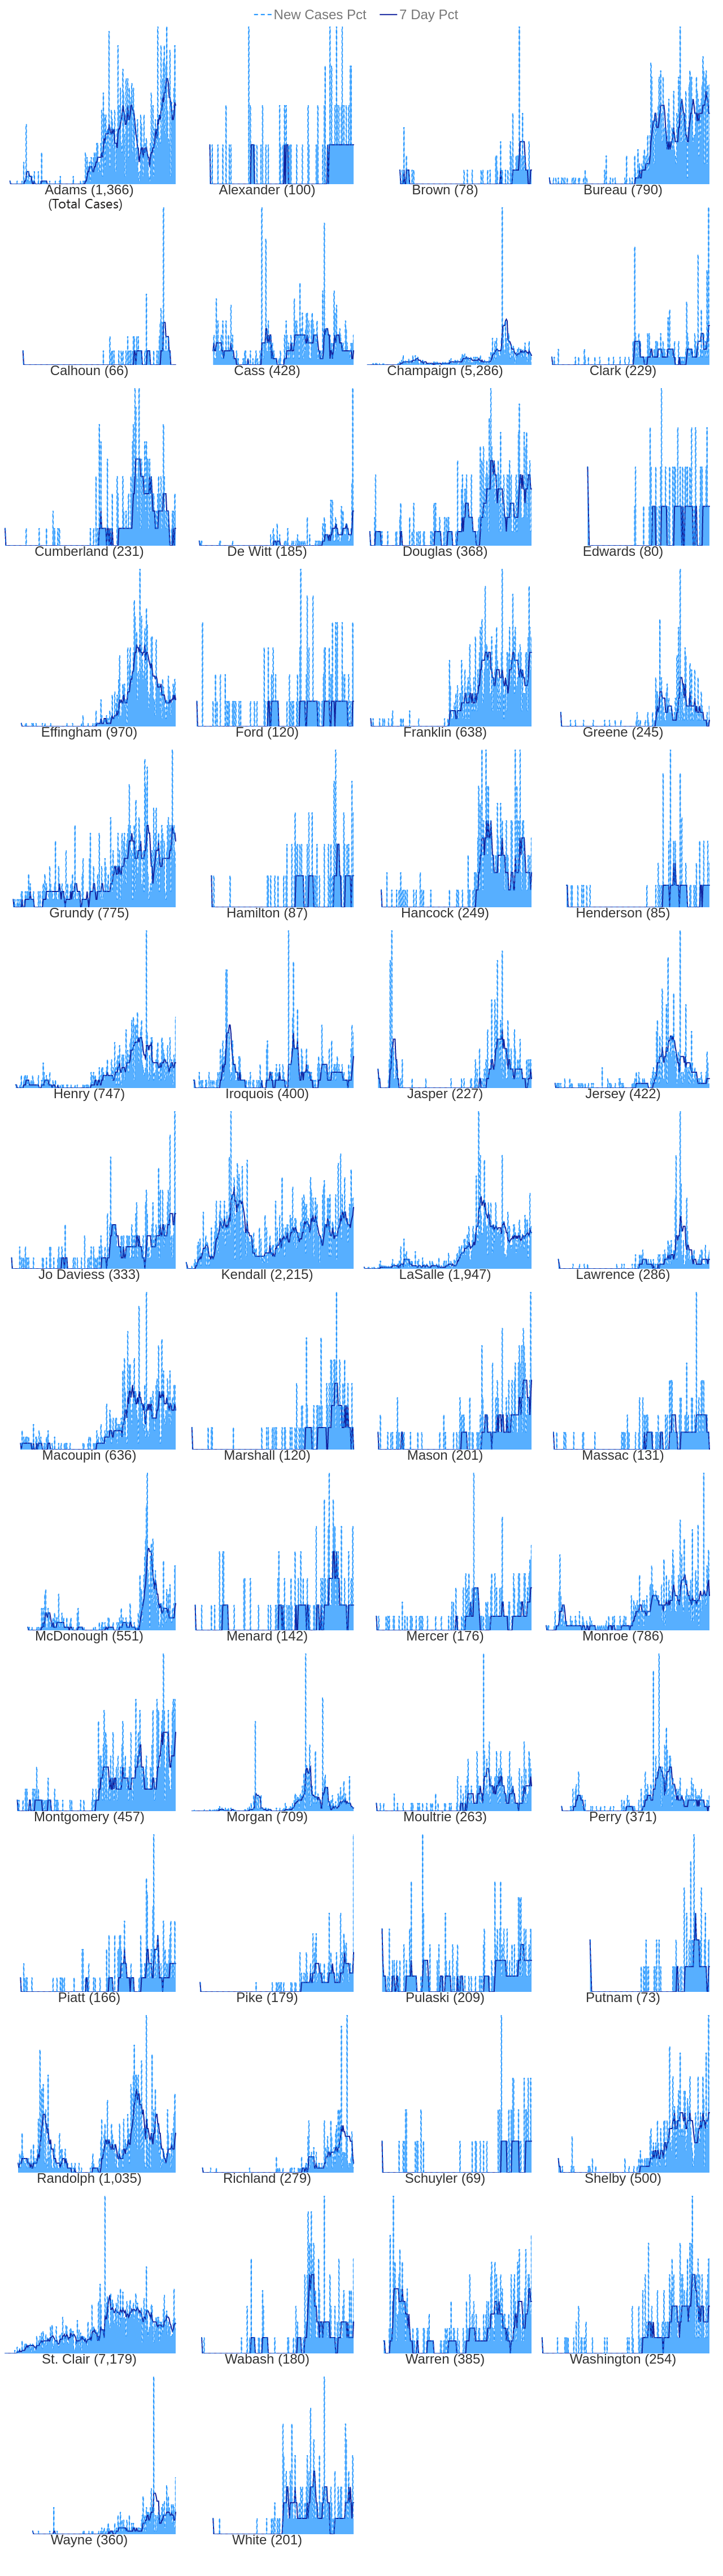 New Cases Pct 7 Day Pct
Adams (1,366) Alexander (100) Brown (78) Bureau (790)
(Total Cases)
Calhoun (66) Cass (428) Champaign (5,286) Clark (229)
Cumberland (231) De Witt (185) Douglas (368) Edwards (80)
Effingham (970) Ford (120) Franklin (638) Greene (245)
Grundy (775) Hamilton (87) Hancock (249) Henderson (85)
Henry (747) Iroquois (400) Jasper (227) Jersey (422)
Jo Daviess (333) Kendall (2,215) LaSalle (1,947) Lawrence (286)
Macoupin (636) Marshall (120) Mason (201) Massac (131)
McDonough (551) Menard (142) Mercer (176) Monroe (786)
Montgomery (457) Morgan (709) Moultrie (263) Perry (371)
Piatt (166) Pike (179) Pulaski (209) Putnam (73)
Randolph (1,035) Richland (279) Schuyler (69) Shelby (500)
St. Clair (7,179) Wabash (180) Warren (385) Washington (254)
Wayne (360) White (201)